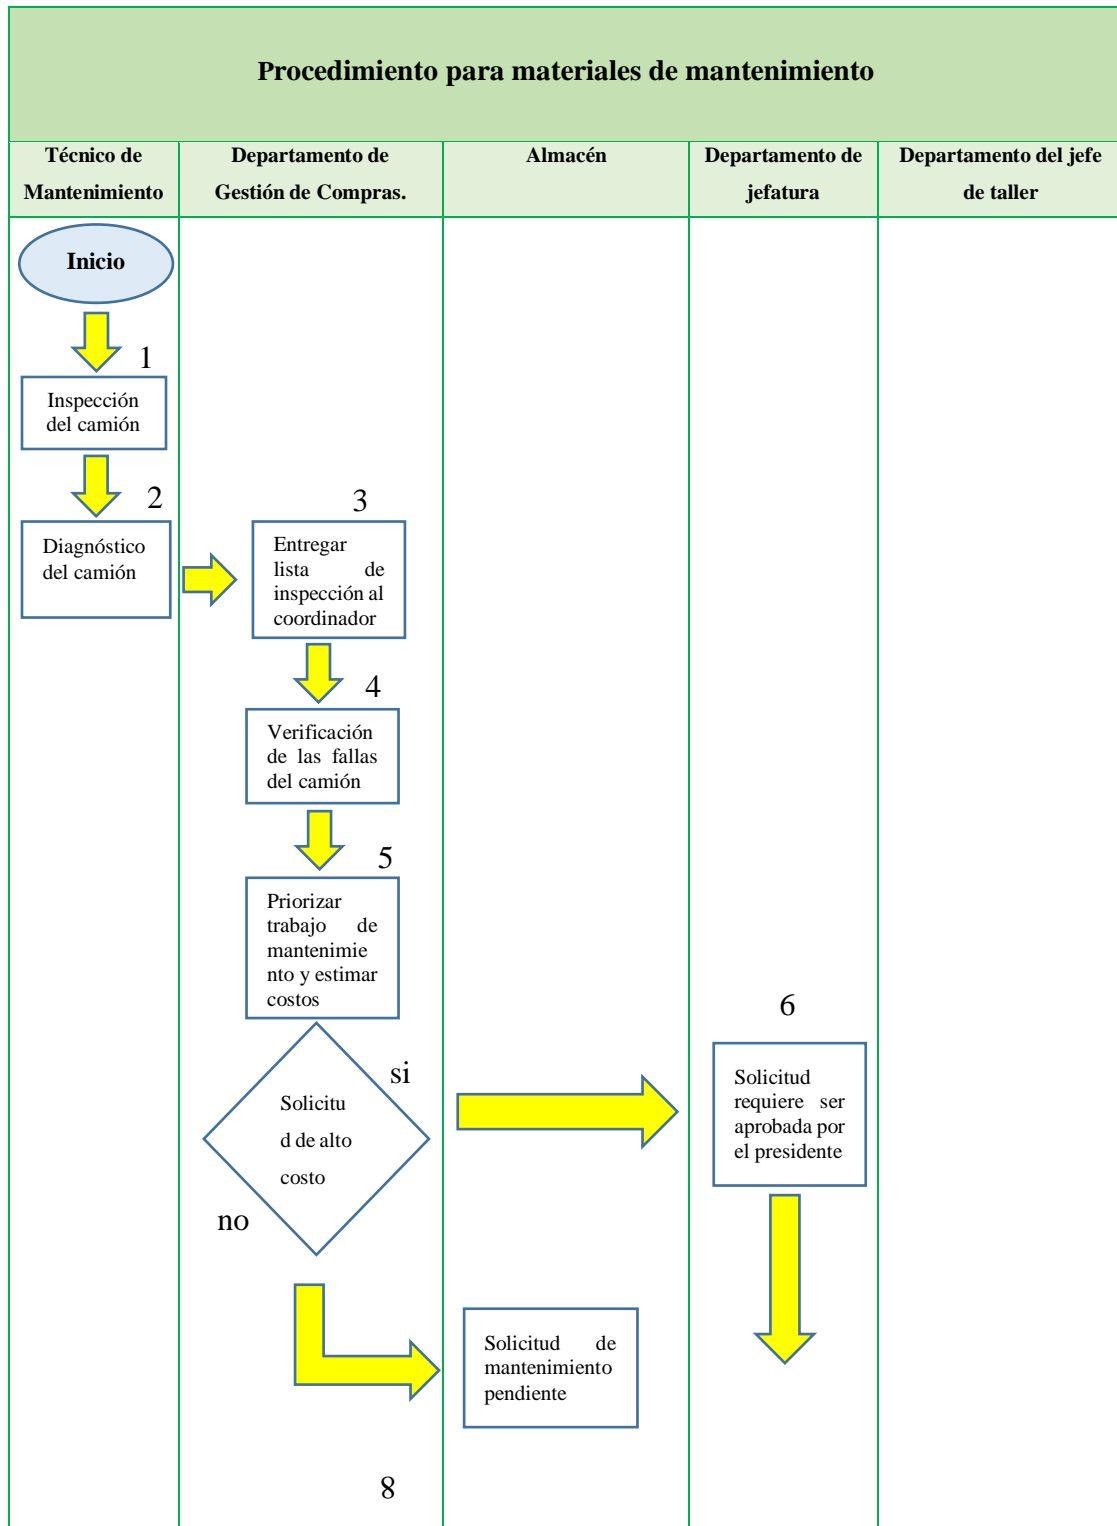 Procedimiento para materiales de mantenimiento
Técnico de
Mantenimiento
Departamento de
Gestión de Compras.
Almacén
Departamento de
jefatura
Departamento del jefe
de taller
Inicio
1
Inspección
del camión
2
Diagnóstico
del camión
3
Entregar
lista de
inspección al
coordinador
4
Verificación
de las fallas
del camión
5
Priorizar
trabajo de
mantenimie
nto y estimar
costos
6
Solicitud
requiere ser
aprobada por
el presidente
si
Solicitu
d de alto
costo
no
Solicitud de
mantenimiento
pendiente
8